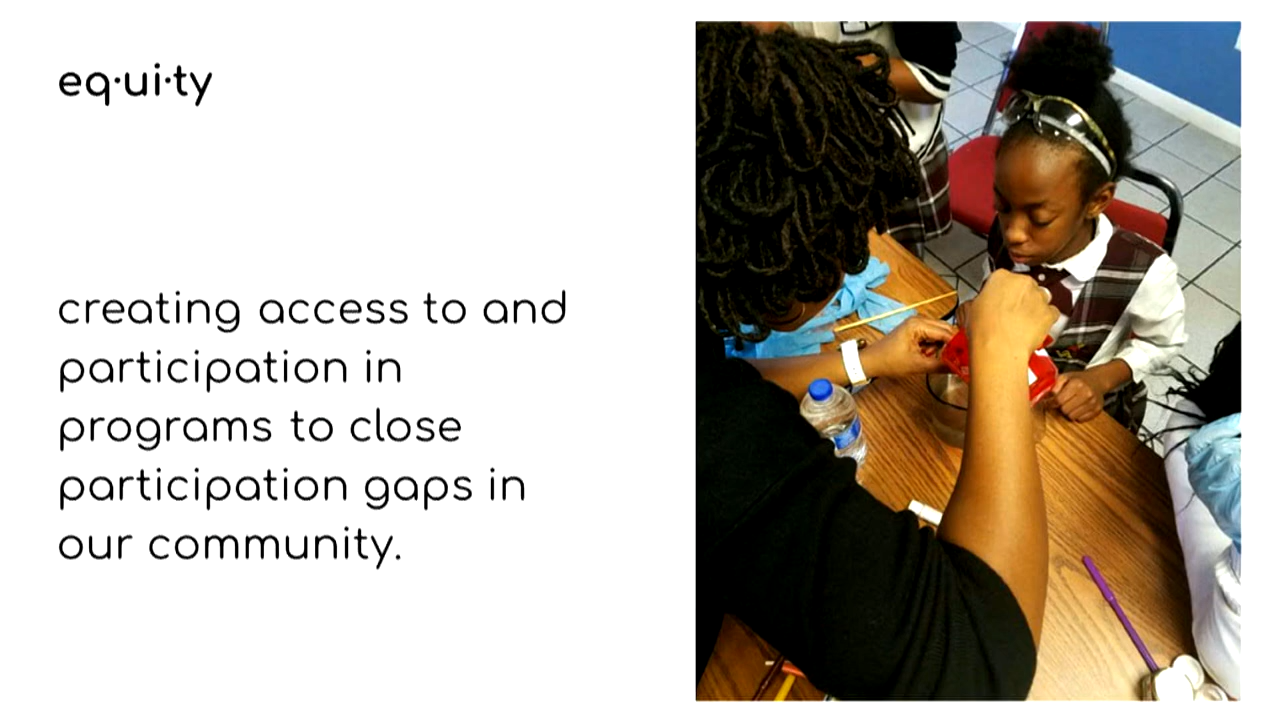 eq·ui·ty
creating access to and
participation in
programs to close
participation gaps in
our community.